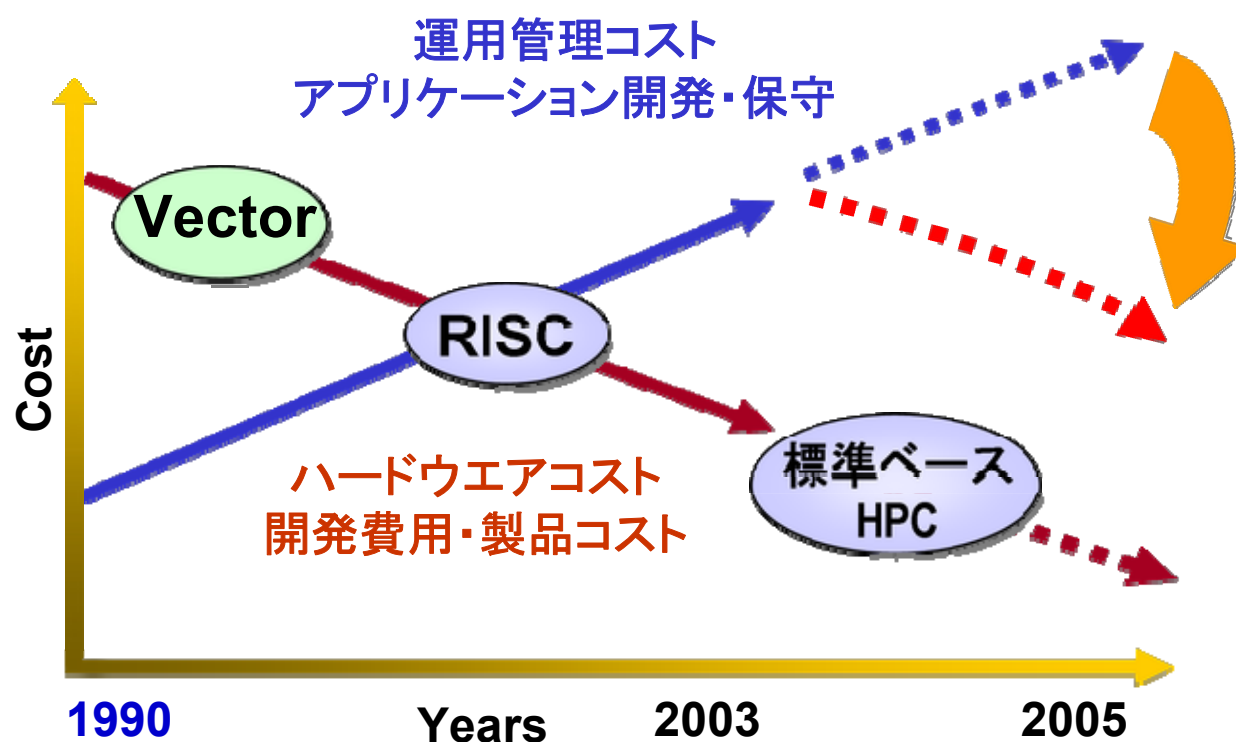 運用管理コスト
アプリケーション開発・保守
Vector
RISC
Cost
標準ベース
HPC
ハードウエアコスト
開発費用・製品コスト
1990
Years
2003
2005